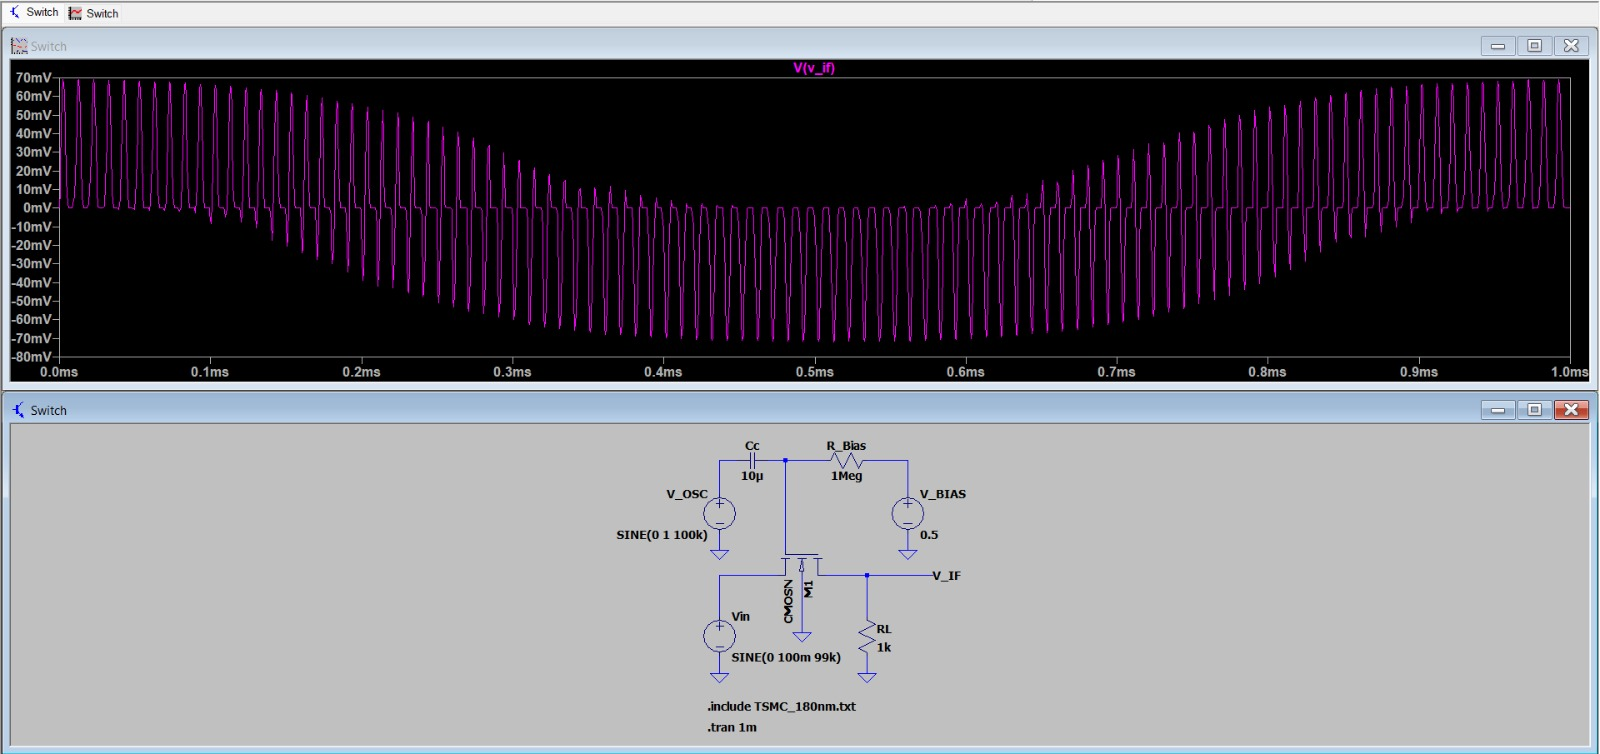 Switch Switch
Switch
V(v_if)
70mV
60mV
50mV
40mV
30mV
20mV
10mV
0mV
-10mV
-20mV
-30mV
-40mV
-50mV
-60mV
-70mV
-80mV
0.0ms 0.1ms 0.2ms 0.3ms 0.4ms 0.5ms 0.6ms 0.7ms 0.8ms 0.9ms 1.0ms
Switch
Cc R_Bias
10µ 1Meg
V_OSC V_BIAS
SINE(0 1 100k) 0.5
V_IF
CMOSN M1
Vin RL
1k
SINE(0 100m 99k)
.include TSMC_180nm.txt
.tran 1m